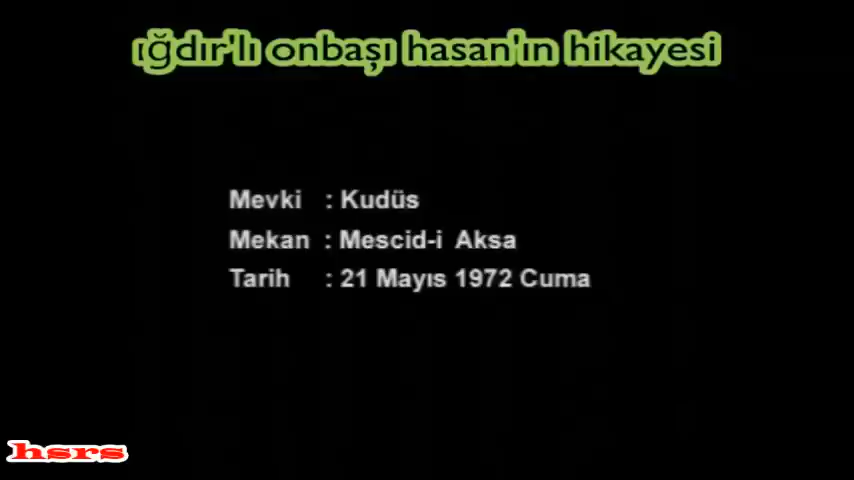 ığdır'lı onbaşı hasan'ın hikayesi
Mevki : Kudüs
Mekan : Mescid-i Aksa
Tarih : 21 Mayıs 1972 Cuma
hsrs